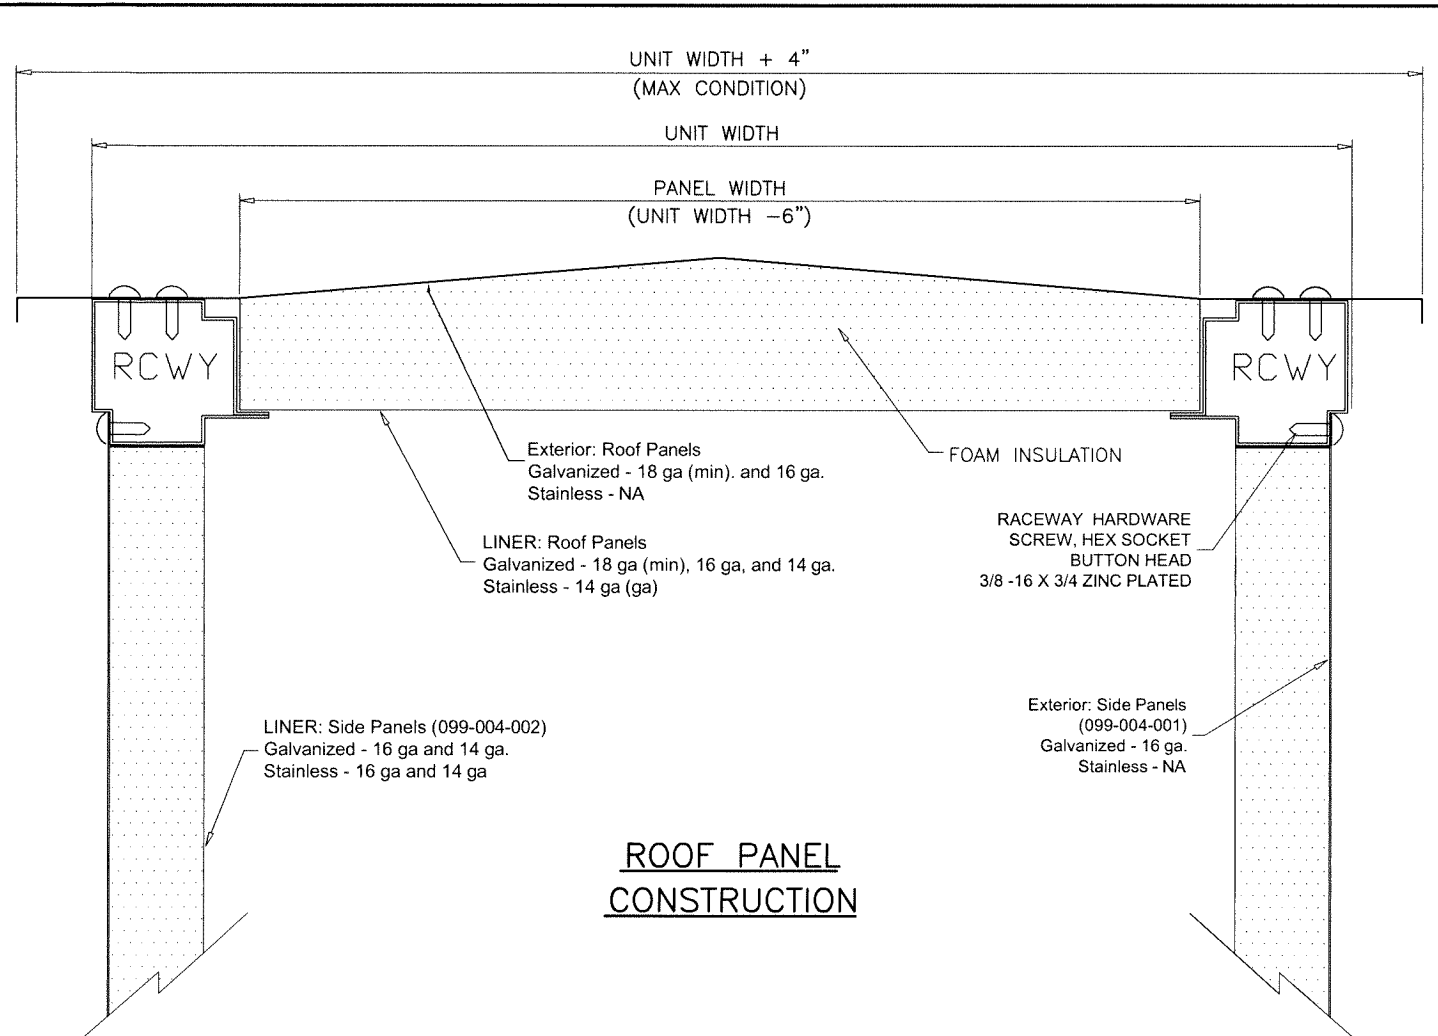 UNIT WIDTH + 4"
(MAX CONDITION)
UNIT WIDTH
PANEL WIDTH
(UNIT WIDTH -6")
RCWY
RCWY
Exterior: Roof Panels
Galvanized - 18 ga (min). and 16 ga.
Stainless - NA
FOAM INSULATION
LINER: Roof Panels
Galvanized - 18 ga (min), 16 ga, and 14 ga.
Stainless - 14 ga (ga)
RACEWAY HARDWARE
SCREW, HEX SOCKET
BUTTON HEAD
3/8 -16 X 3/4 ZINC PLATED
LINER: Side Panels (099-004-002)
Galvanized - 16 ga and 14 ga.
Stainless - 16 ga and 14 ga
Exterior: Side Panels
(099-004-001)
Galvanized - 16 ga.
Stainless - NA
ROOF PANEL
CONSTRUCTION